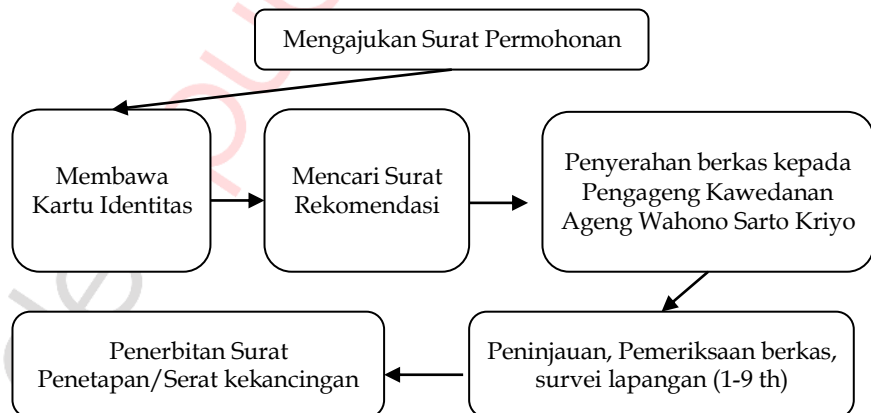 Mengajukan Surat Permohonan
Membawa
Kartu Identitas
Mencari Surat
Rekomendasi
Penyerahan berkas kepada
Pengageng Kawedanan
Ageng Wahono Sarto Kriyo
Peninjauan, Pemeriksaan berkas,
survei lapangan (1-9 th)
Penerbitan Surat
Penetapan/Serat kekancingan